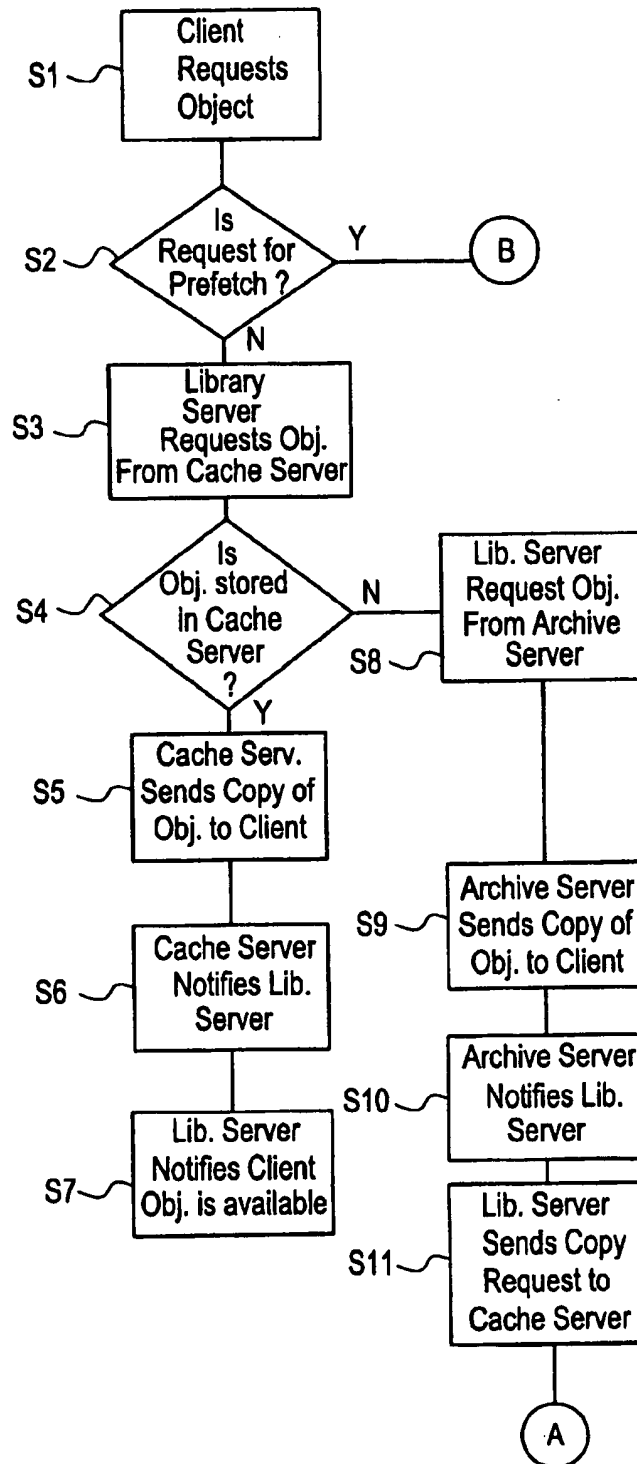 S1
Client
Requests
Object
S2
Is
Request for
Prefetch ?
Y
B
N
S3
Library
Server
Requests Obj.
From Cache Server
S4
Is
Obj. stored
in Cache
Server
?
N
Y
S8
Lib. Server
Request Obj.
From Archive
Server
S5
Cache Serv.
Sends Copy of
Obj. to Client
S6
Cache Server
Notifies Lib.
Server
S7
Lib. Server
Notifies Client
Obj. is available
S9
Archive Server
Sends Copy of
Obj. to Client
S10
Archive Server
Notifies Lib.
Server
S11
Lib. Server
Sends Copy
Request to
Cache Server
A